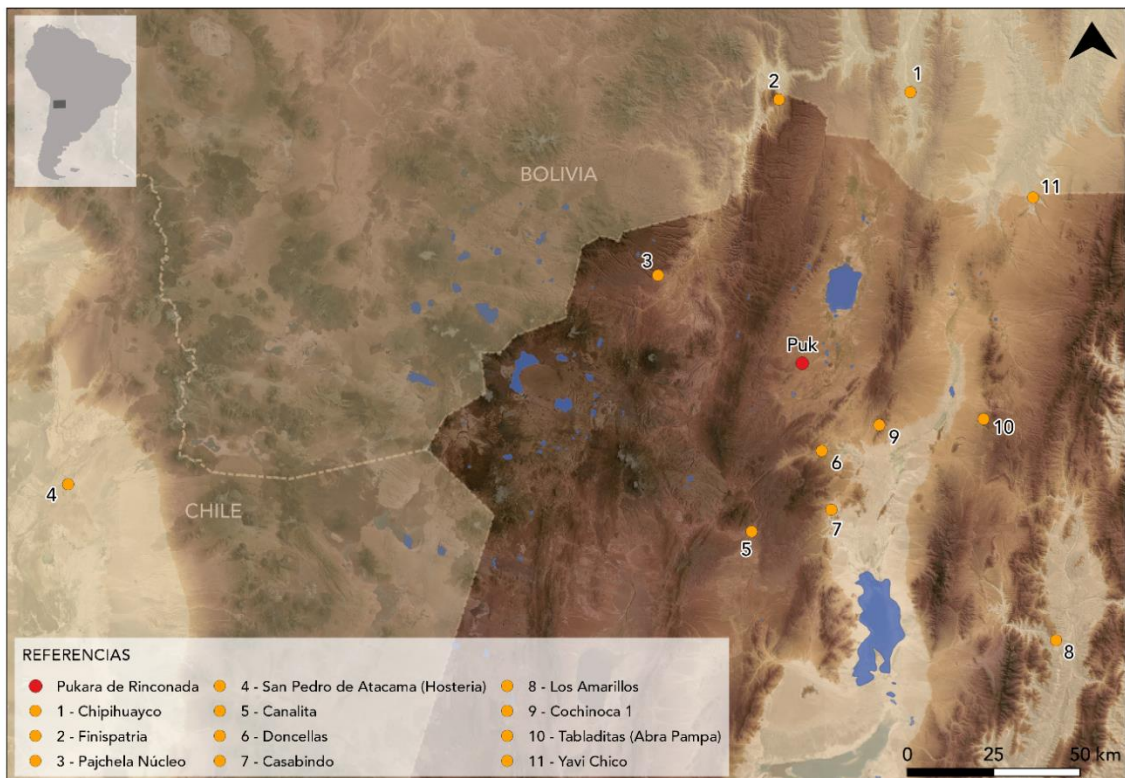 1
2
BOLIVIA
11
3
Puk
9
10
6
4
CHILE
7
5
8
REFERENCIAS
Pukara de Rinconada
1 - Chipihuayco
2 - Finispatria
3 - Pajchela Núcleo
4 - San Pedro de Atacama (Hosteria)
5 - Canalita
6 - Doncellas
7 - Casabindo
8 - Los Amarillos
9 - Cochinoca 1
10 - Tabladitas (Abra Pampa)
11 - Yavi Chico
0 25 50 km